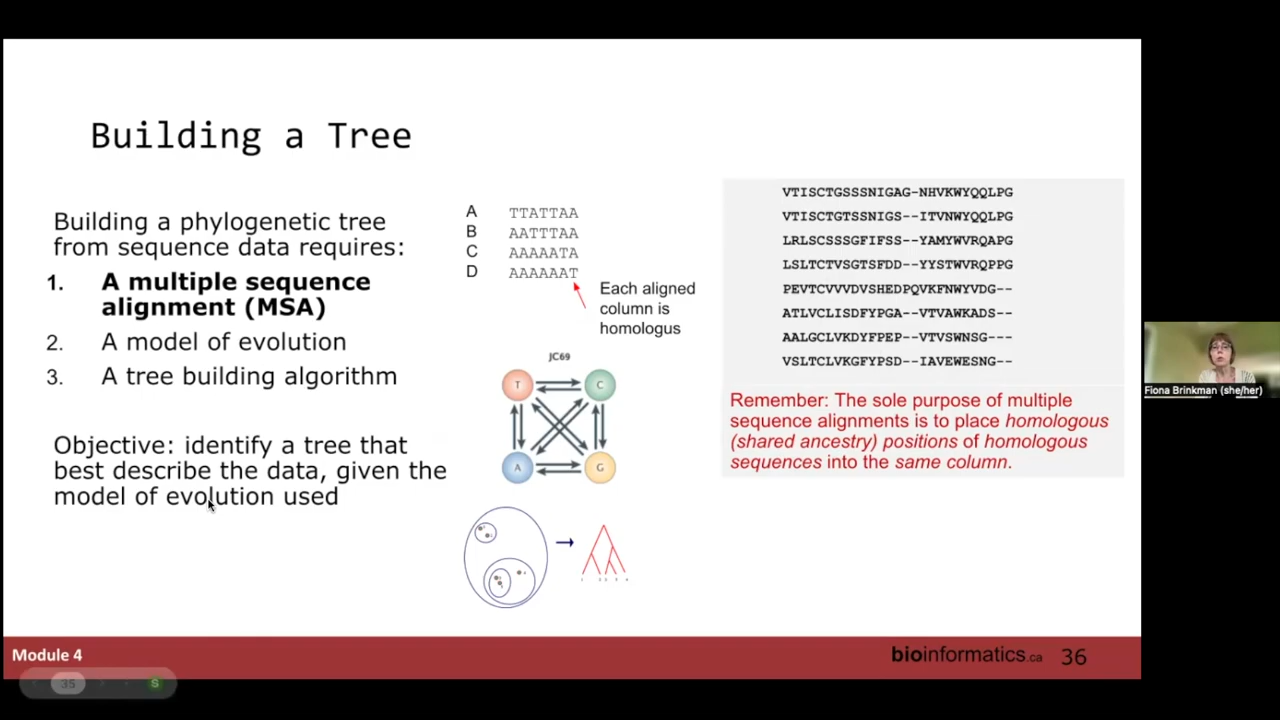 Building a Tree
Building a phylogenetic tree
from sequence data requires:
1. A multiple sequence
alignment (MSA)
2. A model of evolution
3. A tree building algorithm
Objective: identify a tree that
best describe the data, given the
model of evolution used
A TTATTAA
B AATTTAA
C AAAAATA
D AAAAAAT
Each aligned
column is
homologus
JC69
T C
A G
VTISCTGSSSNIGAG-NHVKWYQQLPG
VTISCTGTSSNIGS--ITVNWYQQLPG
LRLSCSSSGFIFSS--YAMYWVRQAPG
LSLTCTVSGTSFDD--YYSTWVRQPPG
PEVTCVVVDVSHEDPQVKFNWYVDG--
ATLVCLISDFYPGA--VTVAWKADS--
AALGCLVKDYFPEP--VTVSWNSG---
VSLTCLVKGFYPSD--IAVEWESNG--
Remember: The sole purpose of multiple
sequence alignments is to place homologous
(shared ancestry) positions of homologous
sequences into the same column.
Fiona Brinkman (she/her)
Module 4
bioinformatics.ca 36
35 S